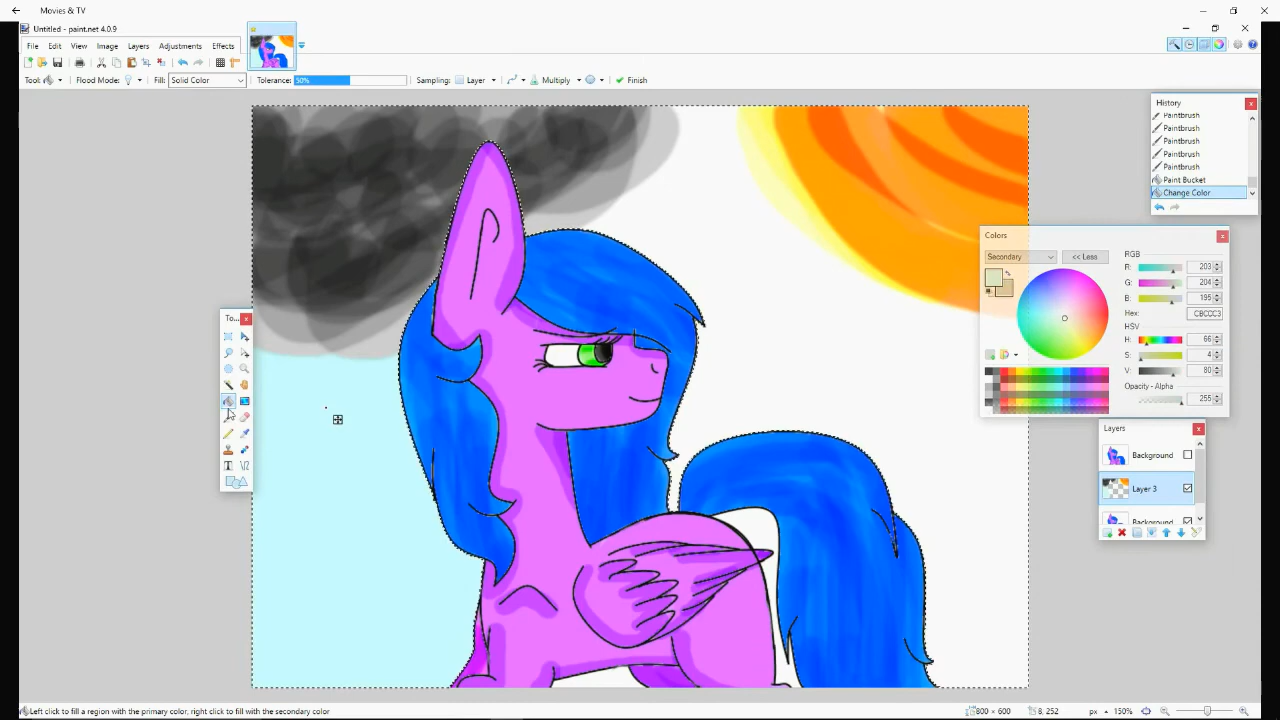 Movies & TV
Untitled - paint.net 4.0.9
File Edit View Image Layers Adjustments Effects
Tool: Flood Mode: Fill: Solid Color Tolerance: 50% Sampling: Layer Multiply Finish
History
Paintbrush
Paintbrush
Paintbrush
Paintbrush
Paintbrush
Paint Bucket
Change Color
Colors
Secondary << Less
RGB
R: 203
G: 204
B: 195
Hex: CBCCC3
HSV
H: 66
S: 4
V: 80
Opacity - Alpha
255
To...
T
Layers
Background
Layer 3
Background
Left click to fill a region with the primary color, right click to fill with the secondary color
800 × 600 8, 252 px 150%